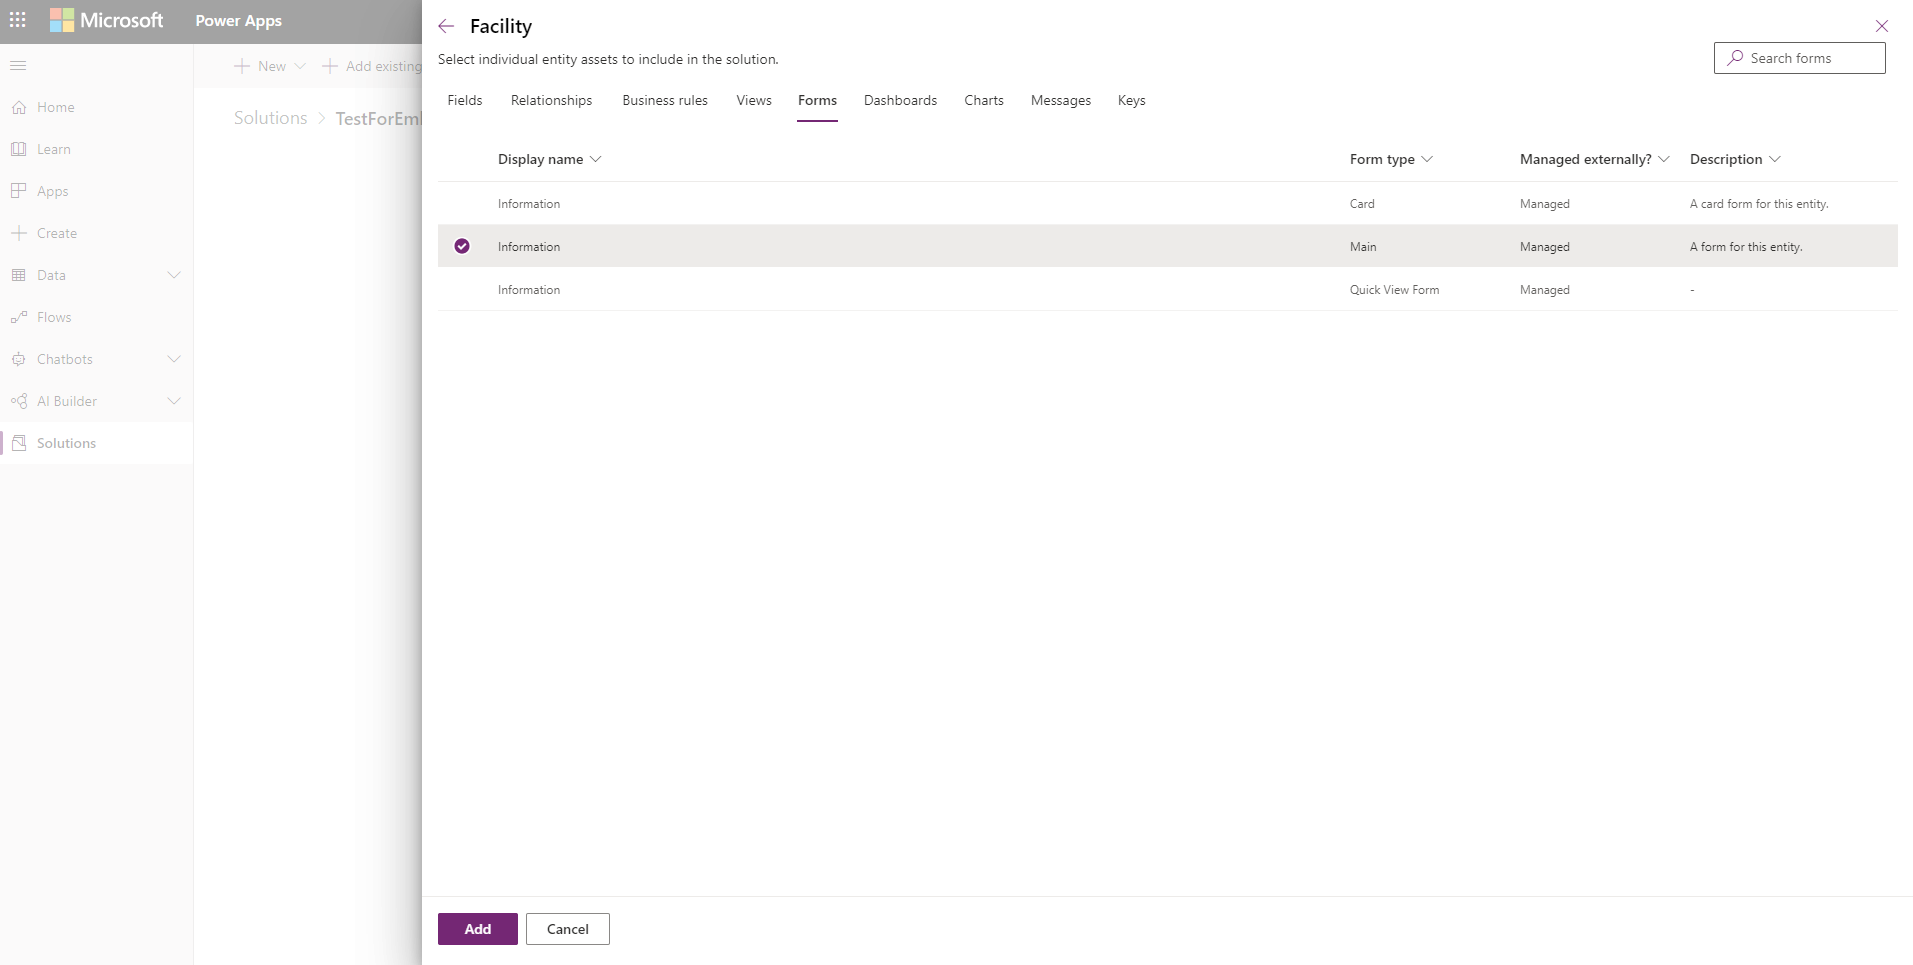 Microsoft
Power Apps
Home
Learn
Apps
Create
Data
Flows
Chatbots
AI Builder
Solutions
New
Add existing
Solutions > TestForEm
Facility
Select individual entity assets to include in the solution.
Search forms
Fields Relationships Business rules Views Forms Dashboards Charts Messages Keys
Display name Form type Managed externally? Description
Information Card Managed A card form for this entity.
Information Main Managed A form for this entity.
Information Quick View Form Managed -
Add Cancel